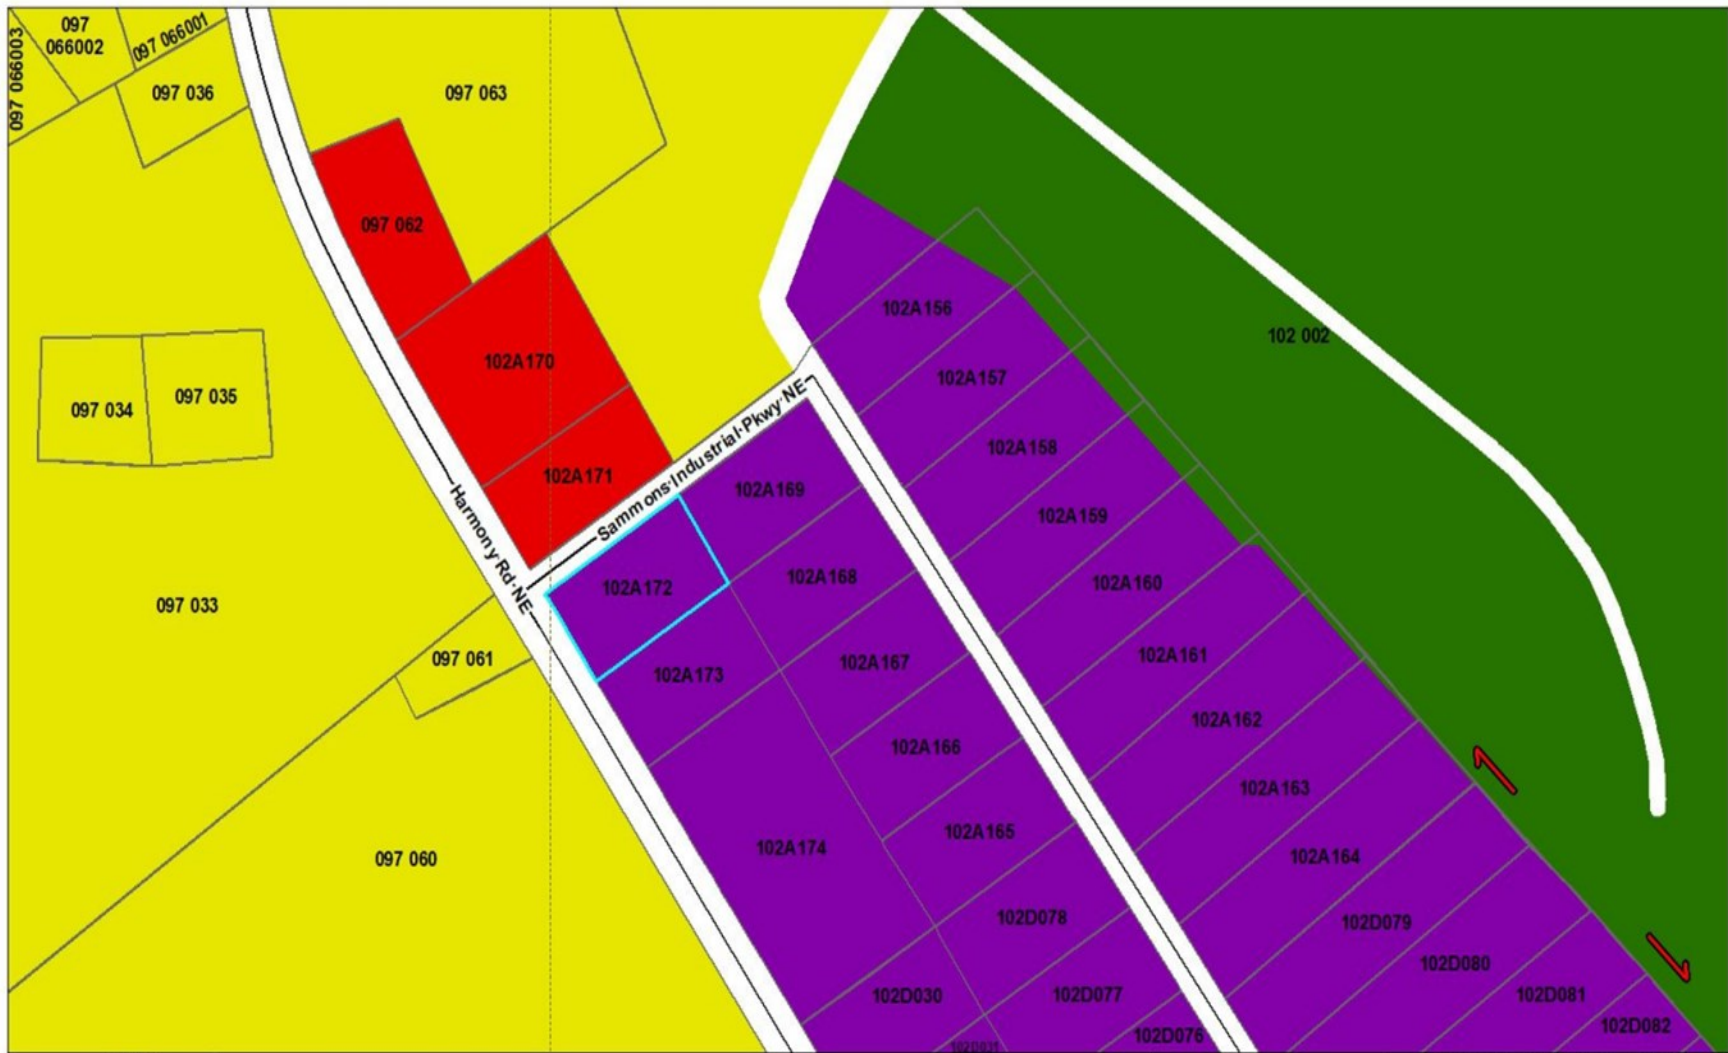 097
066002
097 066001
097 066003
097 036
097 063
097 062
102A156
102 002
102A170
102A157
097 034
097 035
Sammons Industrial Pkwy NE
102A158
102A171
102A169
Harmony Rd NE
102A159
102A172
102A168
102A160
097 033
097 061
102A173
102A167
102A161
102A162
102A166
102A163
102A174
102A165
102A164
097 060
102D078
102D079
102D080
102D030
102D077
102D081
102D082
102D076
102D031